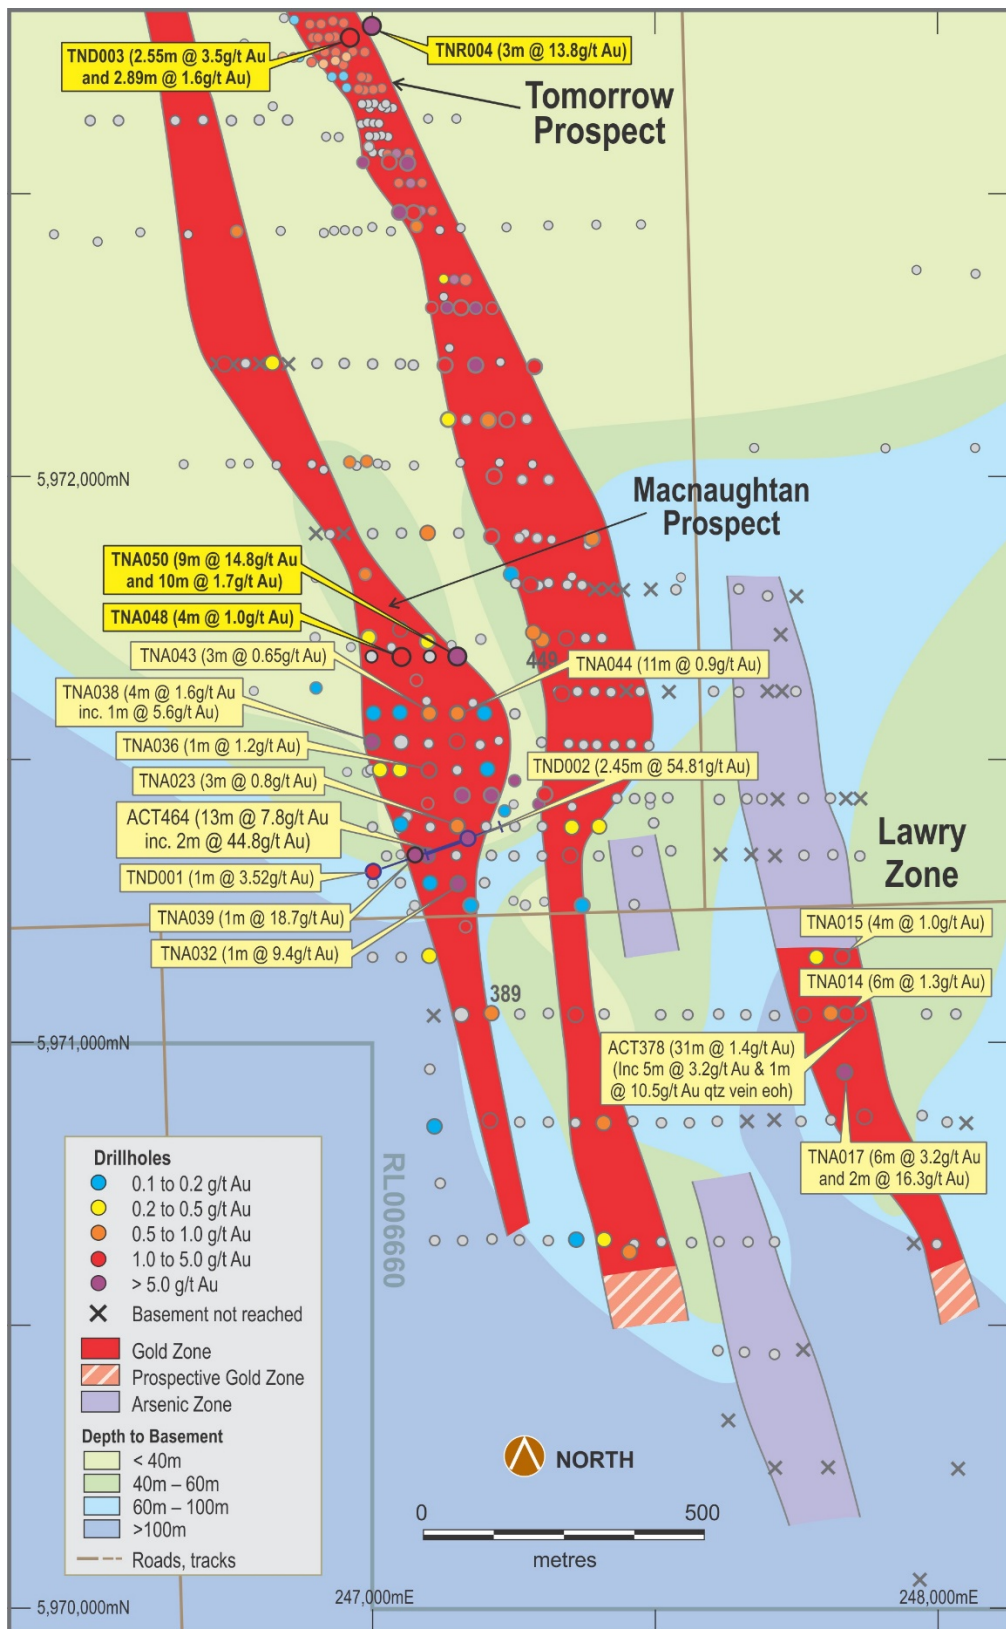 TND003 (2.55m @ 3.5g/t Au
and 2.89m @ 1.6g/t Au)
TNR004 (3m @ 13.8g/t Au)
Tomorrow
Prospect
5,972,000mN
Macnaughtan
Prospect
TNA050 (9m @ 14.8g/t Au
and 10m @ 1.7g/t Au)
TNA048 (4m @ 1.0g/t Au)
TNA043 (3m @ 0.65g/t Au)
449
TNA044 (11m @ 0.9g/t Au)
TNA038 (4m @ 1.6g/t Au
inc. 1m @ 5.6g/t Au)
TNA036 (1m @ 1.2g/t Au)
TND002 (2.45m @ 54.81g/t Au)
TNA023 (3m @ 0.8g/t Au)
ACT464 (13m @ 7.8g/t Au
inc. 2m @ 44.8g/t Au)
Lawry
Zone
TND001 (1m @ 3.52g/t Au)
TNA039 (1m @ 18.7g/t Au)
TNA015 (4m @ 1.0g/t Au)
TNA032 (1m @ 9.4g/t Au)
TNA014 (6m @ 1.3g/t Au)
389
5,971,000mN
ACT378 (31m @ 1.4g/t Au)
(Inc 5m @ 3.2g/t Au & 1m
@ 10.5g/t Au qtz vein eoh)
TNA017 (6m @ 3.2g/t Au
and 2m @ 16.3g/t Au)
RL006660
Drillholes
0.1 to 0.2 g/t Au
0.2 to 0.5 g/t Au
0.5 to 1.0 g/t Au
1.0 to 5.0 g/t Au
> 5.0 g/t Au
Basement not reached
Gold Zone
Prospective Gold Zone
Arsenic Zone
Depth to Basement
< 40m
40m – 60m
60m – 100m
>100m
Roads, tracks
NORTH
0 500
metres
5,970,000mN
247,000mE
248,000mE